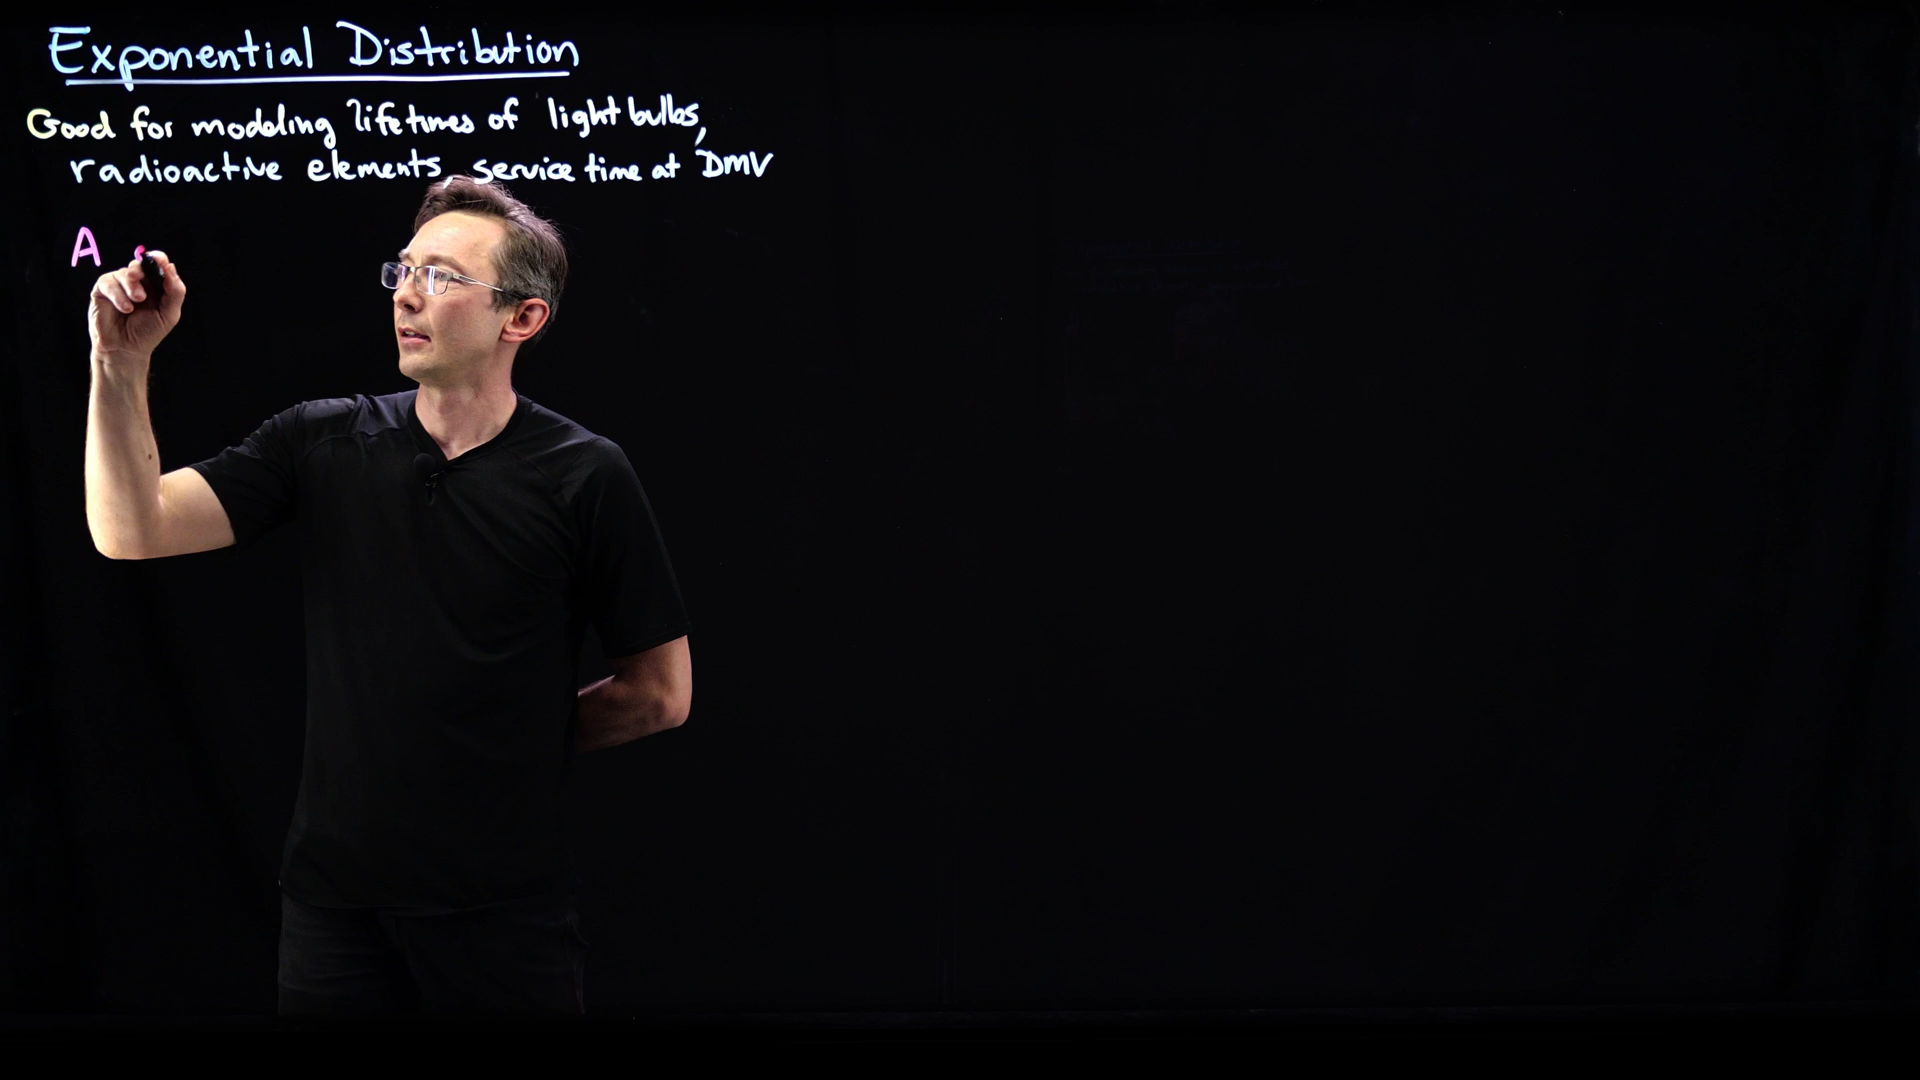 Exponential Distribution
Good for modeling lifetimes of light bulbs,
radioactive elements, service time at DMV
A